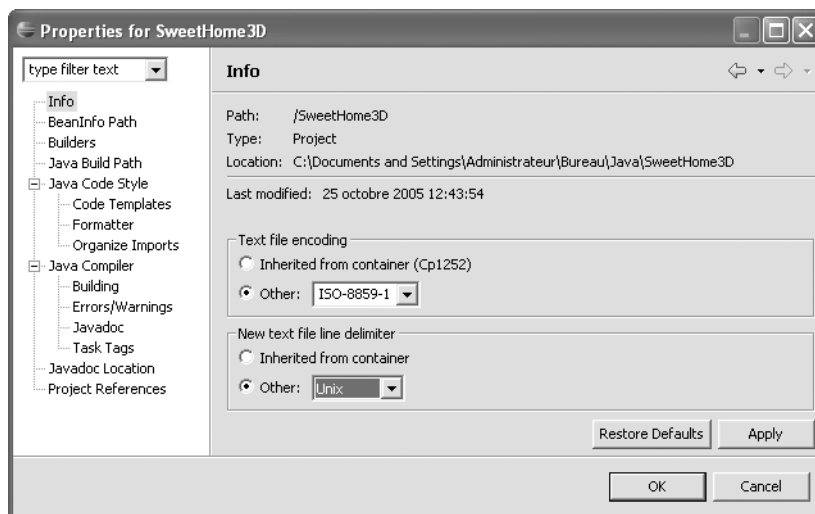 Properties for SweetHome3D
type filter text
Info
BeanInfo Path
Builders
Java Build Path
Java Code Style
Code Templates
Formatter
Organize Imports
Java Compiler
Building
Errors/Warnings
Javadoc
Task Tags
Javadoc Location
Project References
Info
Path: /SweetHome3D
Type: Project
Location: C:\Documents and Settings\Administrateur\Bureau\Java\SweetHome3D
Last modified: 25 octobre 2005 12:43:54
Text file encoding
Inherited from container (Cp1252)
Other: ISO-8859-1
New text file line delimiter
Inherited from container
Other: Unix
Restore Defaults Apply
OK Cancel